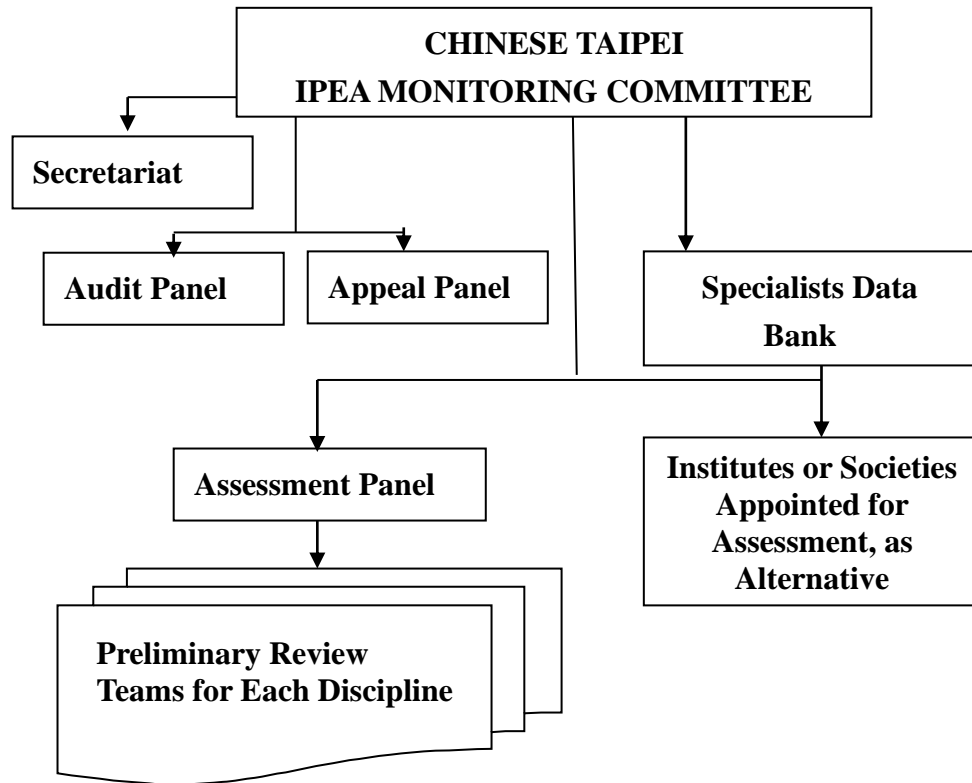 CHINESE TAIPEI
IPEA MONITORING COMMITTEE
Secretariat
Audit Panel
Appeal Panel
Specialists Data
Bank
Assessment Panel
Institutes or Societies
Appointed for
Assessment, as
Alternative
Preliminary Review
Teams for Each Discipline